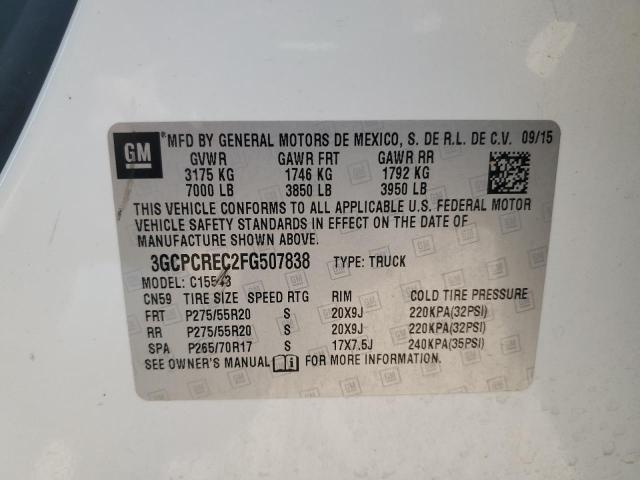 GM ®MFD BY GENERAL MOTORS DE MEXICO, S. DE R.L. DE C.V. 09/15
GVWR GAWR FRT GAWR RR
3175 KG 1746 KG 1792 KG
7000 LB 3850 LB 3950 LB
THIS VEHICLE CONFORMS TO ALL APPLICABLE U.S. FEDERAL MOTOR
VEHICLE SAFETY STANDARDS IN EFFECT ON THE DATE OF
MANUFACTURE SHOWN ABOVE.
3GCPCREC2FG507838 TYPE: TRUCK
MODEL: C15543
CN59 TIRE SIZE SPEED RTG RIM COLD TIRE PRESSURE
FRT P275/55R20 S 20X9J 220KPA(32PSI)
RR P275/55R20 S 20X9J 220KPA(32PSI)
SPA P265/70R17 S 17X7.5J 240KPA(35PSI)
SEE OWNER'S MANUAL FOR MORE INFORMATION.